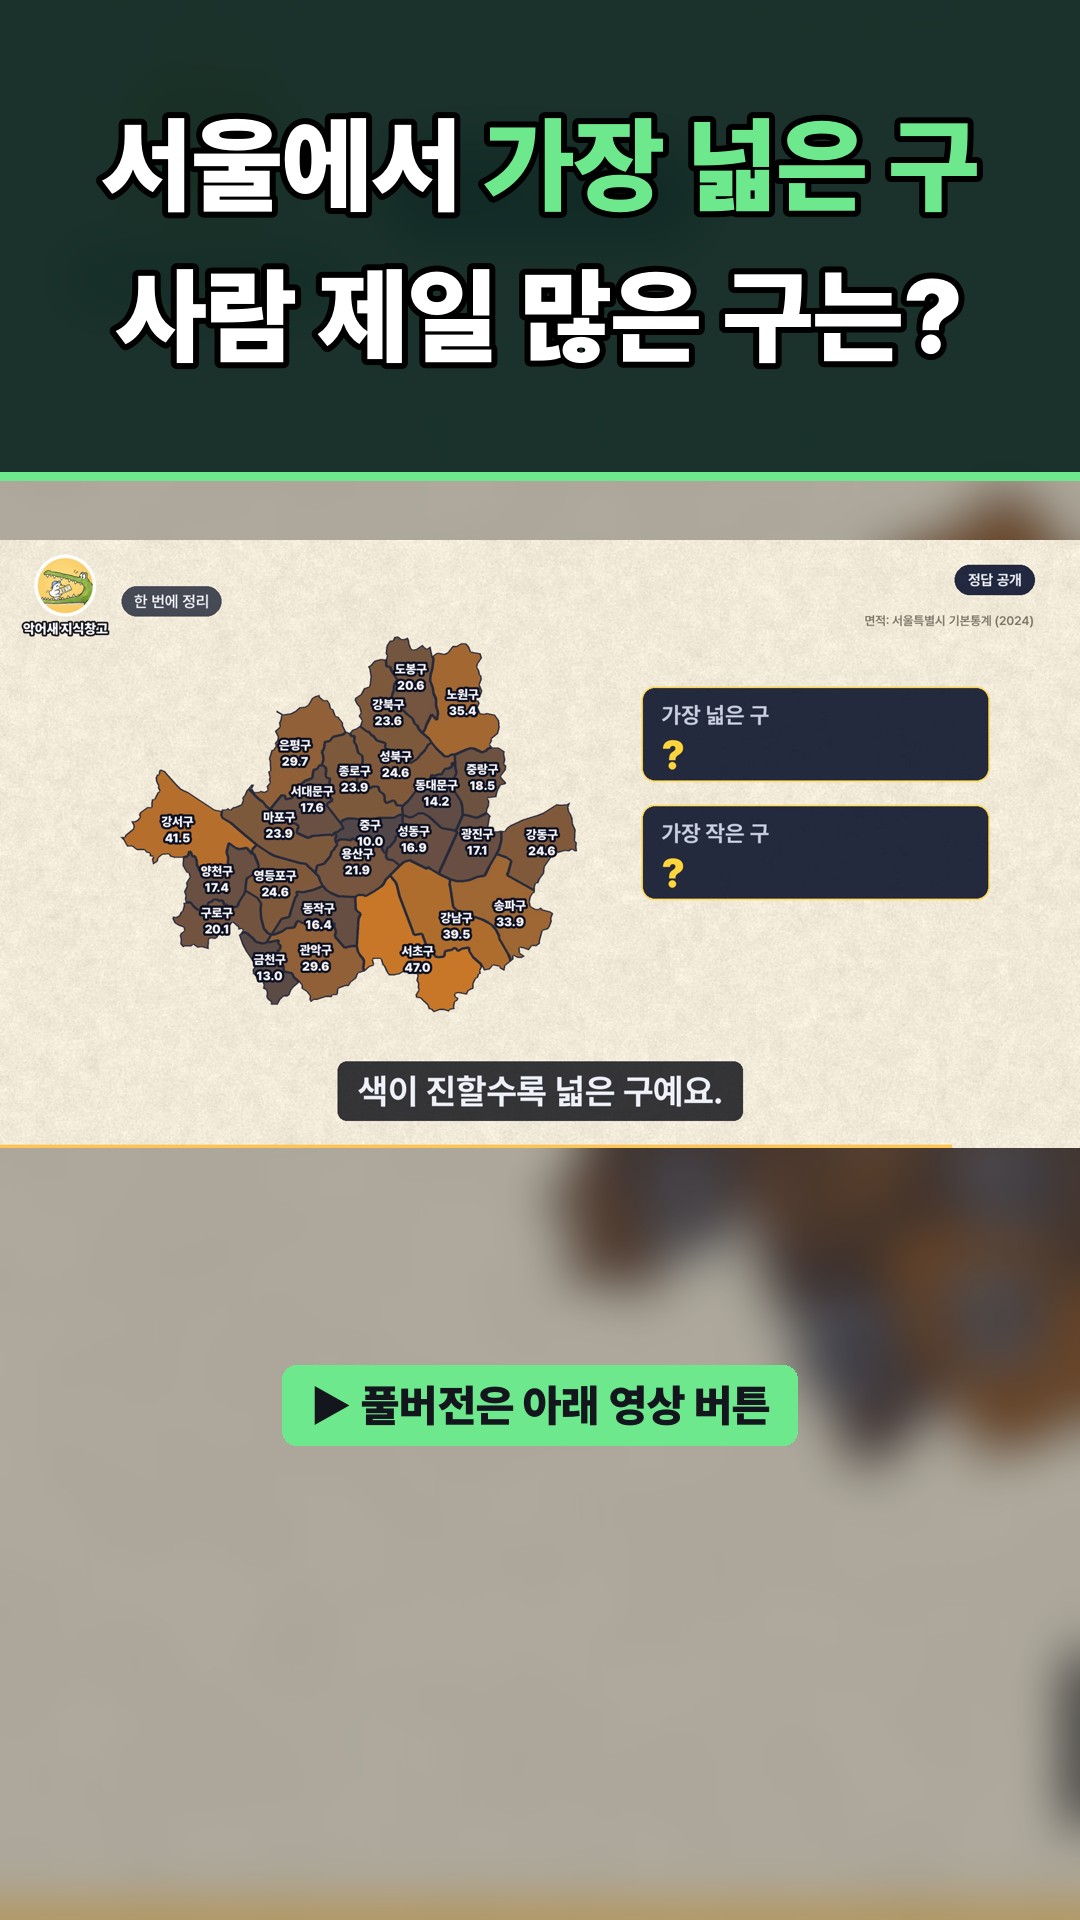 서울에서 가장 넓은 구
사람 제일 많은 구는?
악어새 지식창고
한 번에 정리
정답 공개
면적: 서울특별시 기본통계 (2024)
도봉구
20.6
노원구
35.4
강북구
23.6
은평구
29.7
성북구
24.6
종로구
23.9
중랑구
18.5
서대문구
17.6
동대문구
14.2
강서구
41.5
마포구
23.9
중구
10.0
성동구
16.9
광진구
17.1
강동구
24.6
용산구
21.9
양천구
17.4
영등포구
24.6
구로구
20.1
동작구
16.4
강남구
39.5
송파구
33.9
금천구
13.0
관악구
29.6
서초구
47.0
가장 넓은 구
?
가장 작은 구
?
색이 진할수록 넓은 구예요.
▶ 풀버전은 아래 영상 버튼